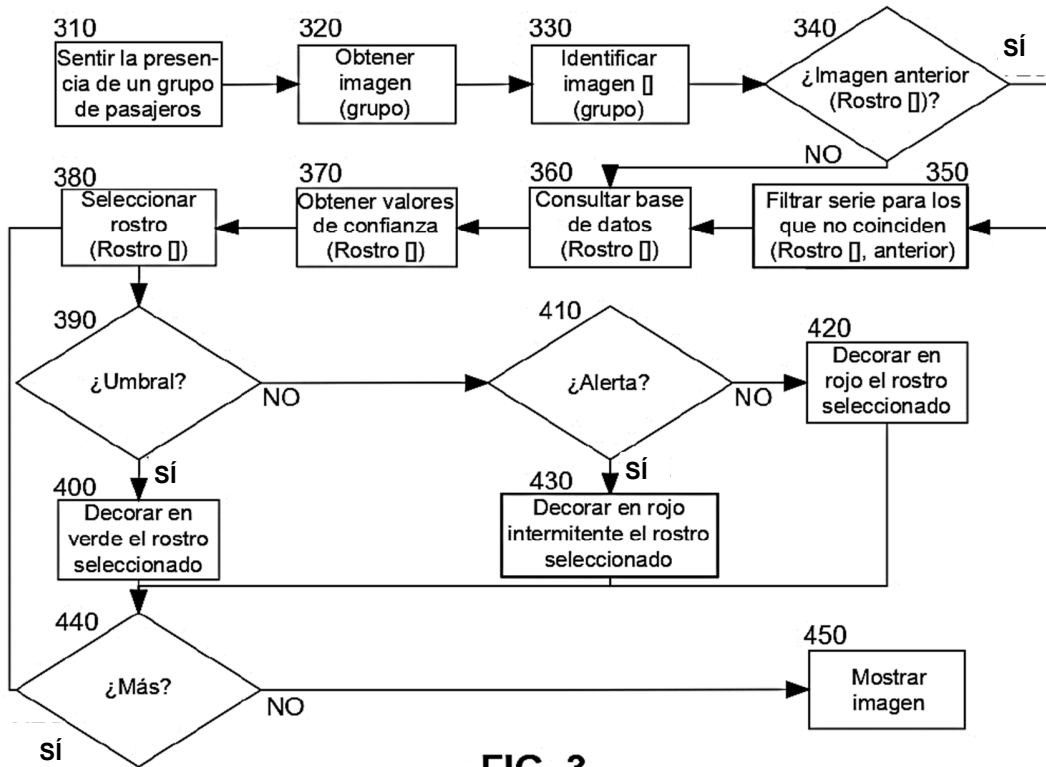 310
Sentir la presen-
cia de un grupo
de pasajeros
320
Obtener
imagen
(grupo)
330
Identificar
imagen []
(grupo)
340
¿Imagen anterior
(Rostro [])?
SÍ
NO
350
Filtrar serie para los
que no coinciden
(Rostro [], anterior)
360
Consultar base
de datos
(Rostro [])
370
Obtener valores
de confianza
(Rostro [])
380
Seleccionar
rostro
(Rostro [])
390
¿Umbral?
NO
SÍ
400
Decorar en
verde el rostro
seleccionado
410
¿Alerta?
NO
SÍ
420
Decorar en
rojo el rostro
seleccionado
430
Decorar en rojo
intermitente el rostro
seleccionado
440
¿Más?
NO
SÍ
450
Mostrar
imagen
FIG. 3